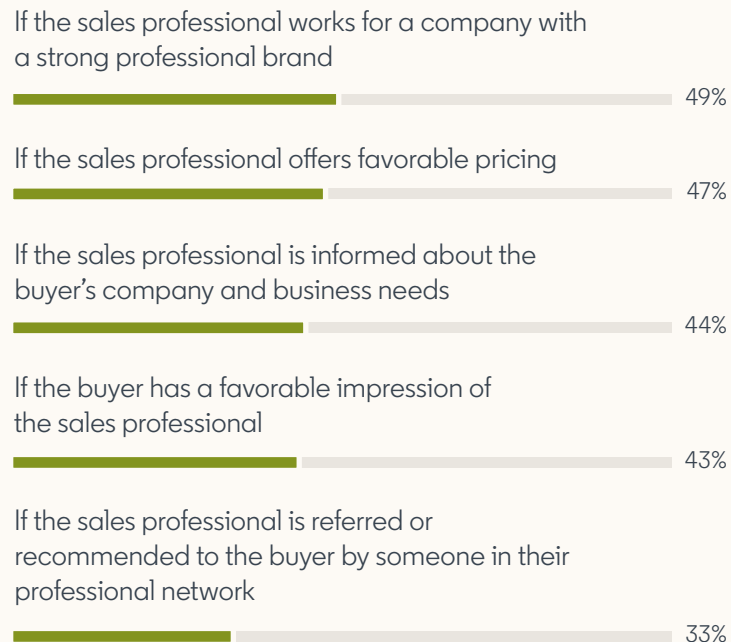 If the sales professional works for a company with
a strong professional brand
49%
If the sales professional offers favorable pricing
47%
If the sales professional is informed about the
buyer’s company and business needs
44%
If the buyer has a favorable impression of
the sales professional
43%
If the sales professional is referred or
recommended to the buyer by someone in their
professional network
33%